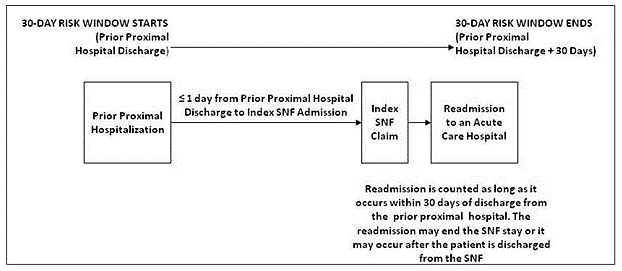 30-DAY RISK WINDOW STARTS
(Prior Proximal
Hospital Discharge)
30-DAY RISK WINDOW ENDS
(Prior Proximal
Hospital Discharge + 30 Days)
Prior Proximal
Hospitalization
≤ 1 day from Prior Proximal Hospital
Discharge to Index SNF Admission
Index
SNF
Claim
Readmission
to an Acute
Care Hospital
Readmission is counted as long as it
occurs within 30 days of discharge from
the prior proximal hospital. The
readmission may end the SNF stay or it
may occur after the patient is discharged
from the SNF